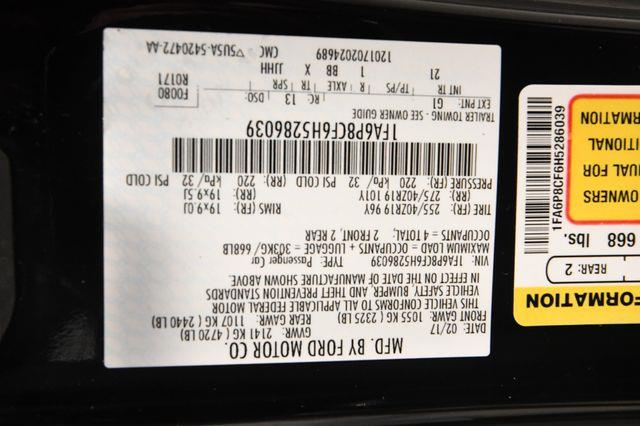 MFD. BY FORD MOTOR CO.
DATE: 02/17 GVWR: 2141 KG ( 4720 LB)
FRONT GAWR: 1055 KG ( 2325 LB) REAR GAWR: 1107 KG ( 2440 LB)
THIS VEHICLE CONFORMS TO ALL APPLICABLE FEDERAL MOTOR
VEHICLE SAFETY, BUMPER, AND THEFT PREVENTION STANDARDS
IN EFFECT ON THE DATE OF MANUFACTURE SHOWN ABOVE.
VIN: 1FA6P8CF6H5286039 TYPE: Passenger Car
MAXIMUM LOAD = OCCUPANTS + LUGGAGE = 303KG/ 668LB
OCCUPANTS = 4 TOTAL: 2 FRONT, 2 REAR
TIRE (FR): 255/40ZR19 96Y RIMS 19x9.0J
(RR): 275/40ZR19 101Y (RR): 19x9.5J
PRESSURE (FR): 220 kPa/ 32 PSI COLD (RR): 220 kPa/ 32 PSI COLD
1FA6P8CF6H5286039
TRAILER TOWING - SEE OWNER GUIDE
EXT PNT: G1 RC: 13 DSO: F0080
INT TR TP/PS R AXLE TR SPR R0171
21 1 BB X JJHH
1201702024689 CMC ▽5U5A-5420472-AA
FORMATION
REAR: 2
668 lbs.
OWNERS
UAL FOR
ITIONAL
RMATION
1FA6P8CF6H5286039